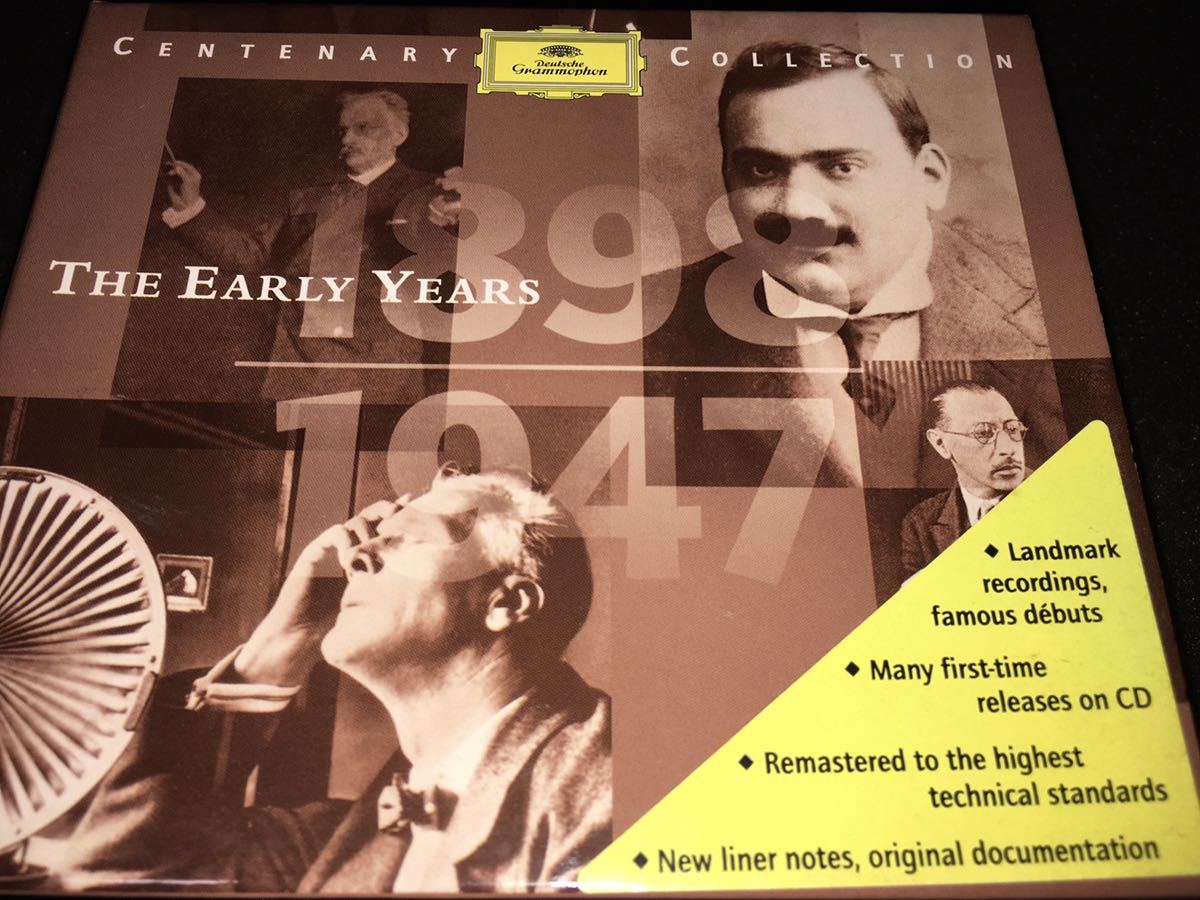 CENTENARY COLLECTION
Deutsche
Grammophon
1898
THE EARLY YEARS
1947
◆ Landmark
recordings,
famous débuts
◆ Many first-time
releases on CD
◆ Remastered to the highest
technical standards
◆ New liner notes, original documentation